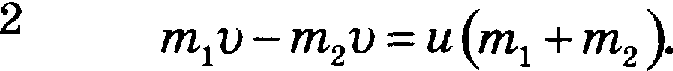 2 m₁υ – m₂υ = u(m₁ + m₂).